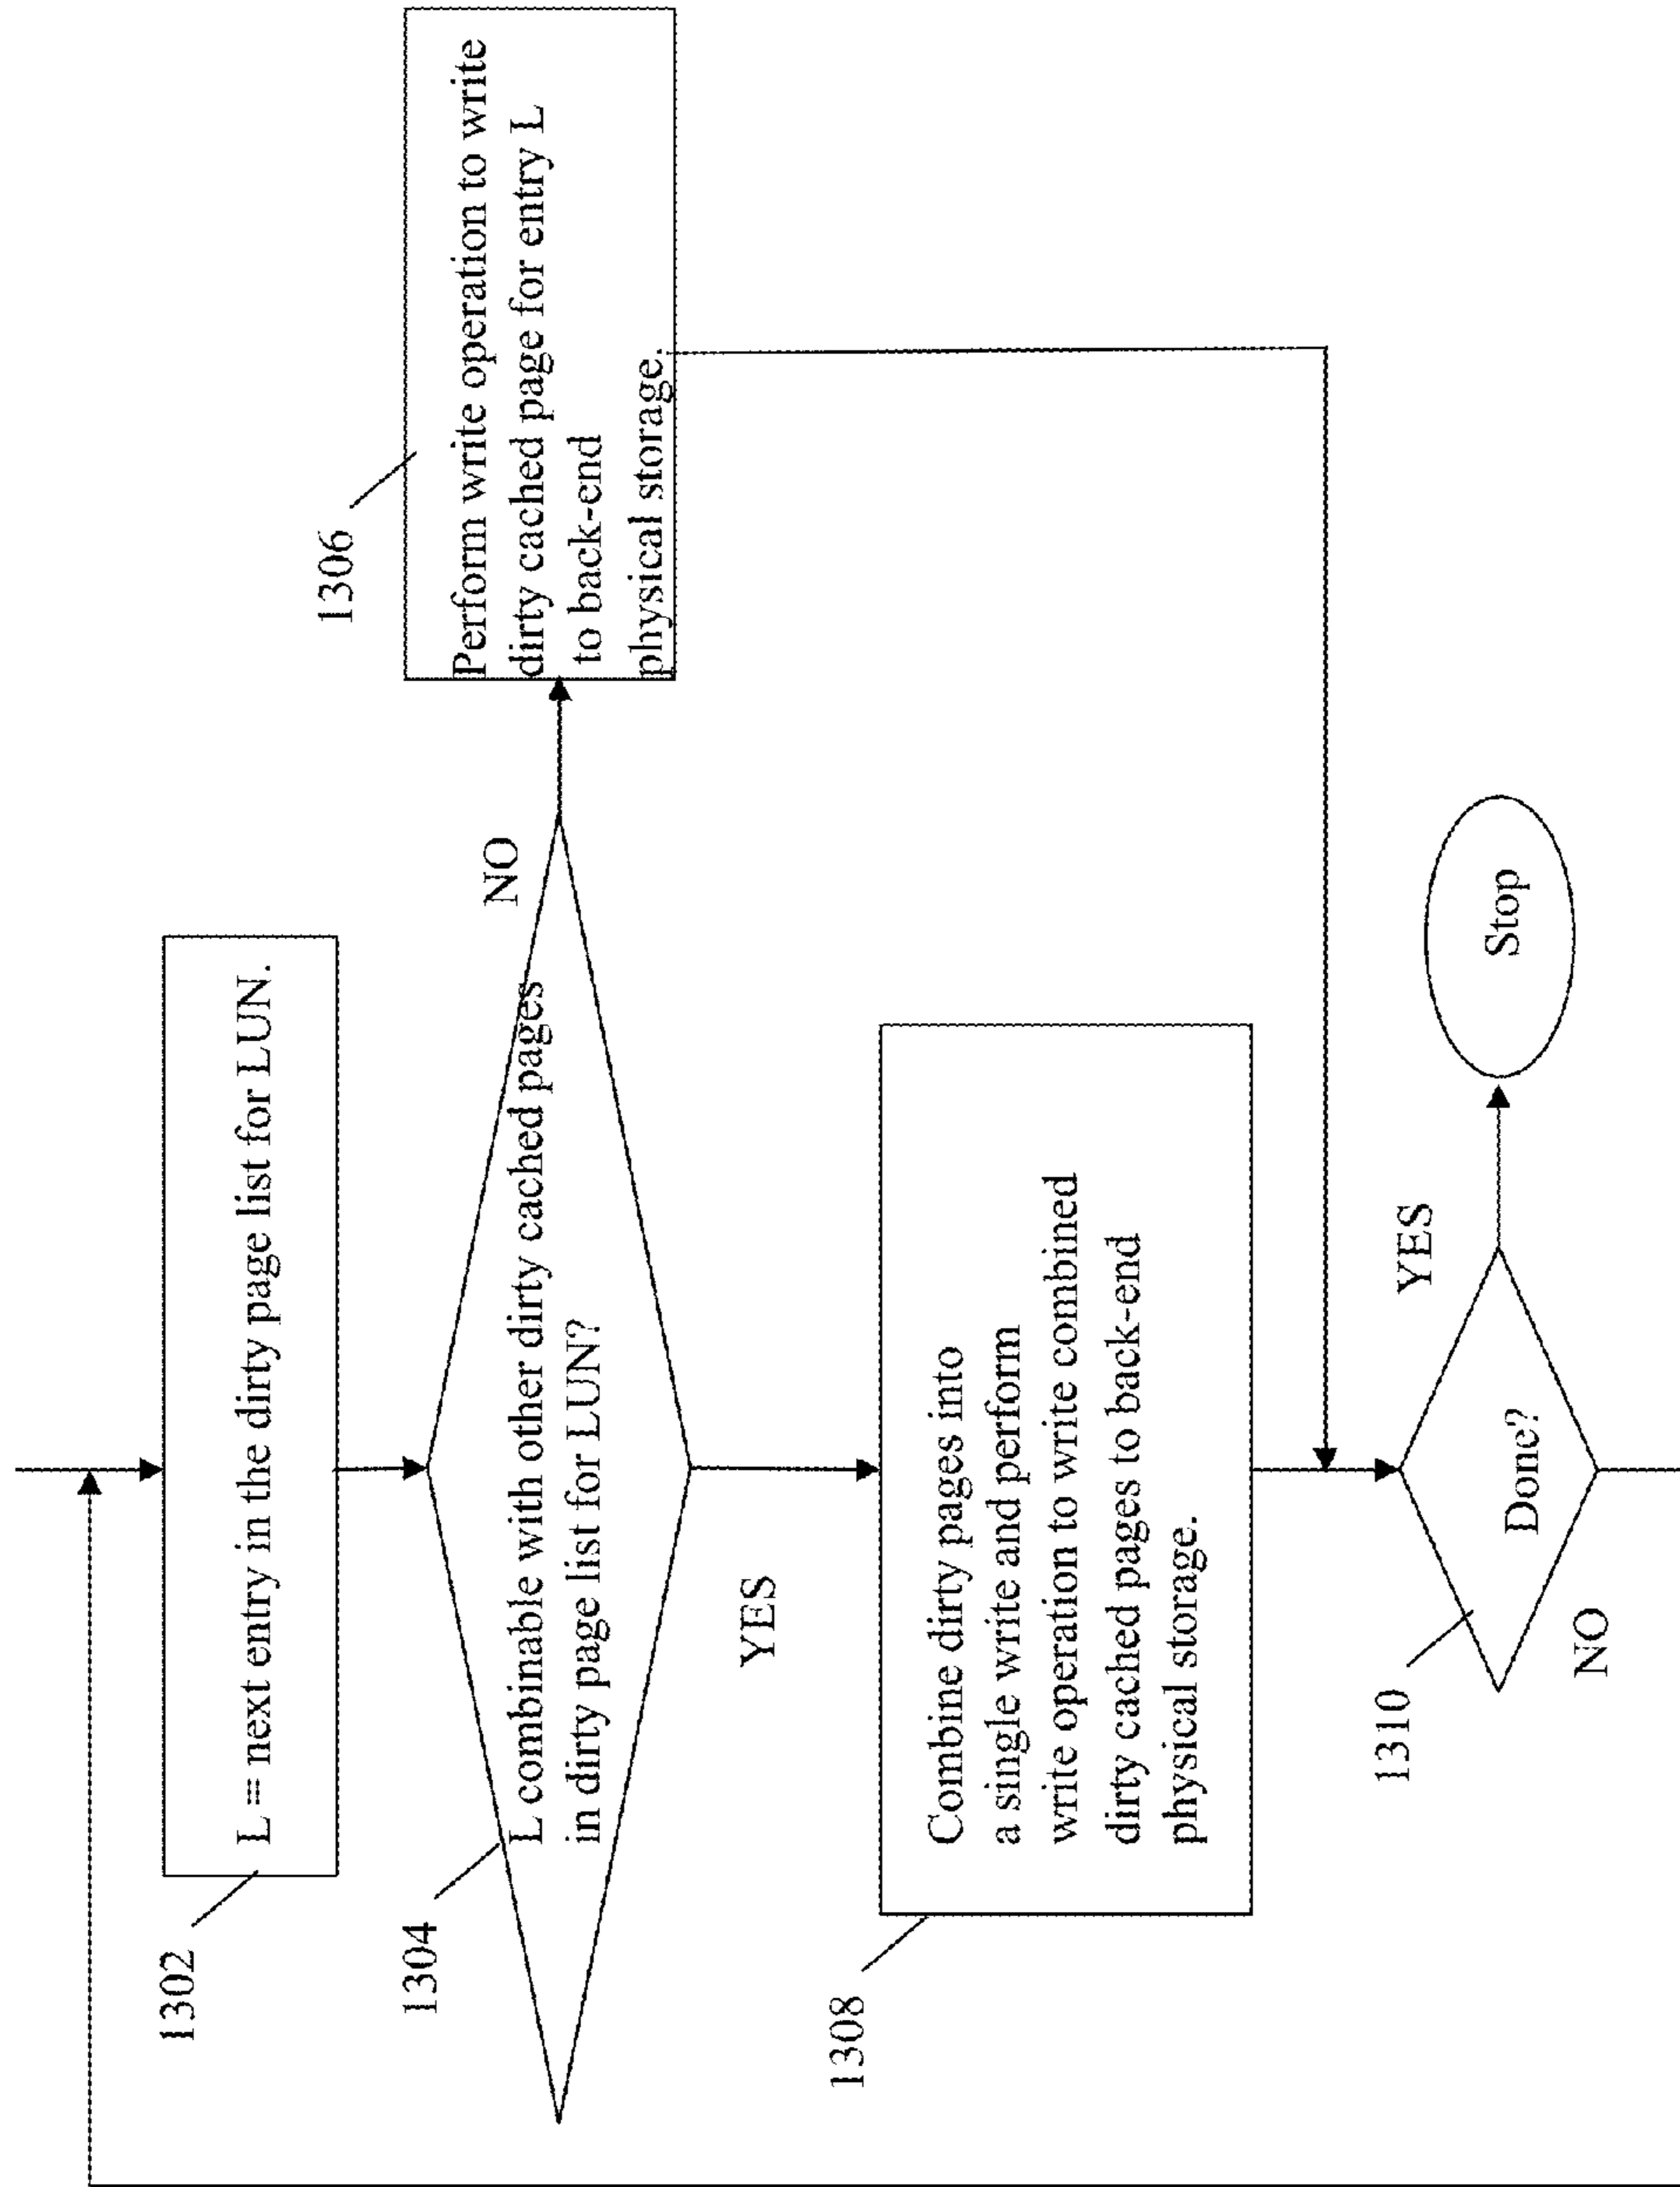 1302
L = next entry in the dirty page list for LUN.
1304
L combinable with other dirty cached pages
in dirty page list for LUN?
NO
1306
Perform write operation to write
dirty cached page for entry L
to back-end
physical storage.
YES
1308
Combine dirty pages into
a single write and perform
write operation to write combined
dirty cached pages to back-end
physical storage.
1310
Done?
YES
Stop
NO